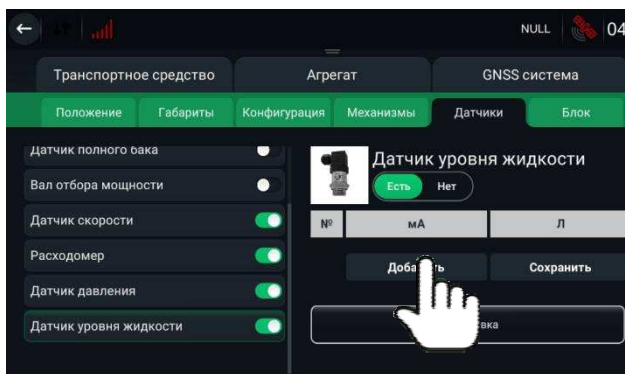 NULL 04
Транспортное средство Агрегат GNSS система
Положение Габариты Конфигурация Механизмы Датчики Блок
Датчик полного бака
Вал отбора мощности
Датчик скорости
Расходомер
Датчик давления
Датчик уровня жидкости
Датчик уровня жидкости
Есть Нет
№ мА Л
Сохранить